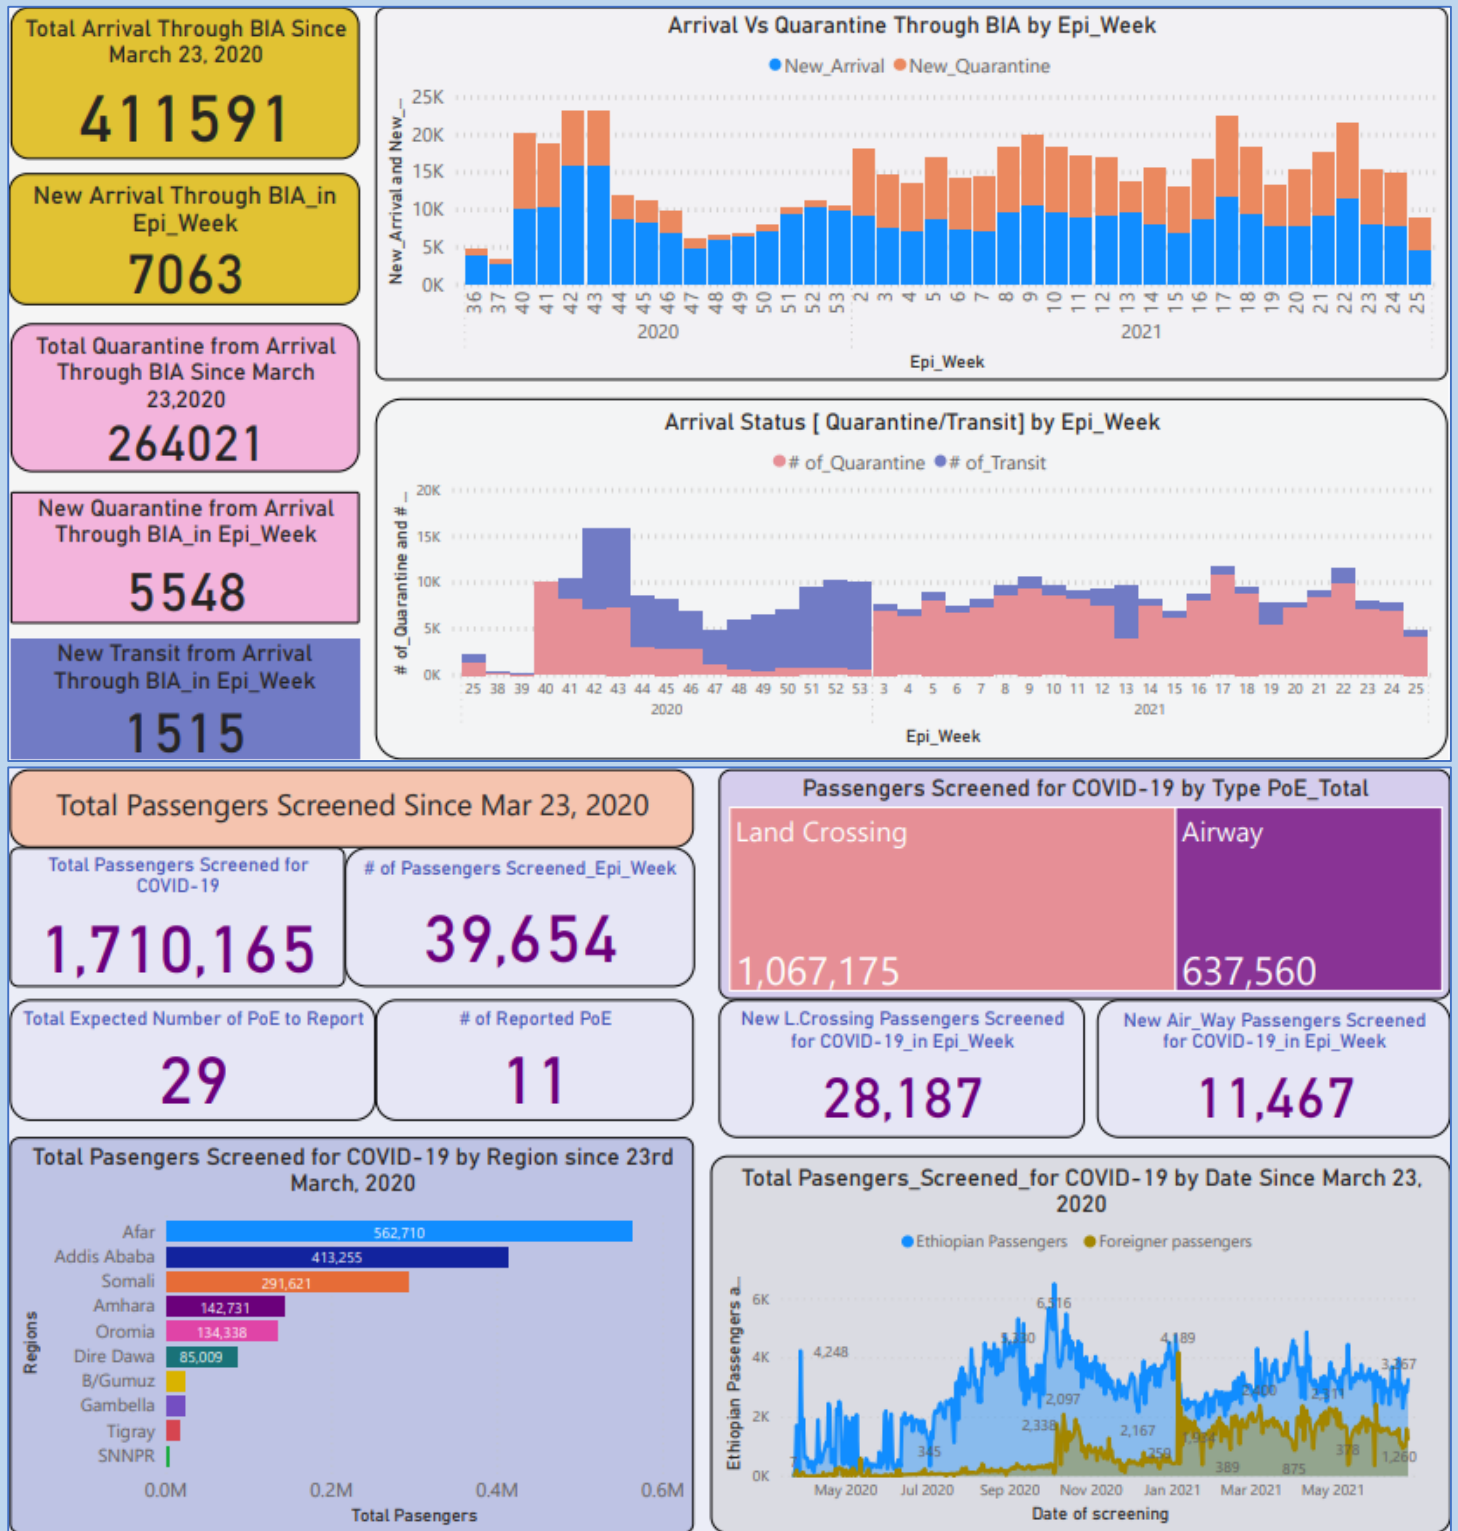 Total Arrival Through BIA Since
March 23, 2020
411591
New Arrival Through BIA_in
Epi_Week
7063
Total Quarantine from Arrival
Through BIA Since March
23,2020
264021
New Quarantine from Arrival
Through BIA_in Epi_Week
5548
New Transit from Arrival
Through BIA_in Epi_Week
1515
Arrival Vs Quarantine Through BIA by Epi_Week
New_Arrival New_Quarantine
New_Arrival and New_...
25K
20K
15K
10K
5K
0K
36 37 40 41 42 43 44 45 46 47 48 49 50 51 52 53 2 3 4 5 6 7 8 9 10 11 12 13 14 15 16 17 18 19 20 21 22 23 24 25
2020 2021
Epi_Week
Arrival Status [ Quarantine/Transit] by Epi_Week
# of_Quarantine # of_Transit
# of_Quarantine and # ...
20K
15K
10K
5K
0K
25 38 39 40 41 42 43 44 45 46 47 48 49 50 51 52 53 3 4 5 6 7 8 9 10 11 12 13 14 15 16 17 18 19 20 21 22 23 24 25
2020 2021
Epi_Week
Total Passengers Screened Since Mar 23, 2020
Total Passengers Screened for
COVID-19
1,710,165
# of Passengers Screened_Epi_Week
39,654
Total Expected Number of PoE to Report
29
# of Reported PoE
11
Passengers Screened for COVID-19 by Type PoE_Total
Land Crossing
1,067,175
Airway
637,560
New L.Crossing Passengers Screened
for COVID-19_in Epi_Week
28,187
New Air_Way Passengers Screened
for COVID-19_in Epi_Week
11,467
Total Pasengers Screened for COVID-19 by Region since 23rd
March, 2020
Regions
Afar 562,710
Addis Ababa 413,255
Somali 291,621
Amhara 142,731
Oromia 134,338
Dire Dawa 85,009
B/Gumuz
Gambella
Tigray
SNNPR
0.0M 0.2M 0.4M 0.6M
Total Pasengers
Total Pasengers_Screened_for COVID-19 by Date Since March 23,
2020
Ethiopian Passengers Foreigner passengers
Ethiopian Passengers a...
6K
4K
2K
0K
4,248
345
6,516
2,338
2,097
2,167
259
4,189
1,934
389
2,400
875
2,311
378
1,260
May 2020 Jul 2020 Sep 2020 Nov 2020 Jan 2021 Mar 2021 May 2021
Date of screening